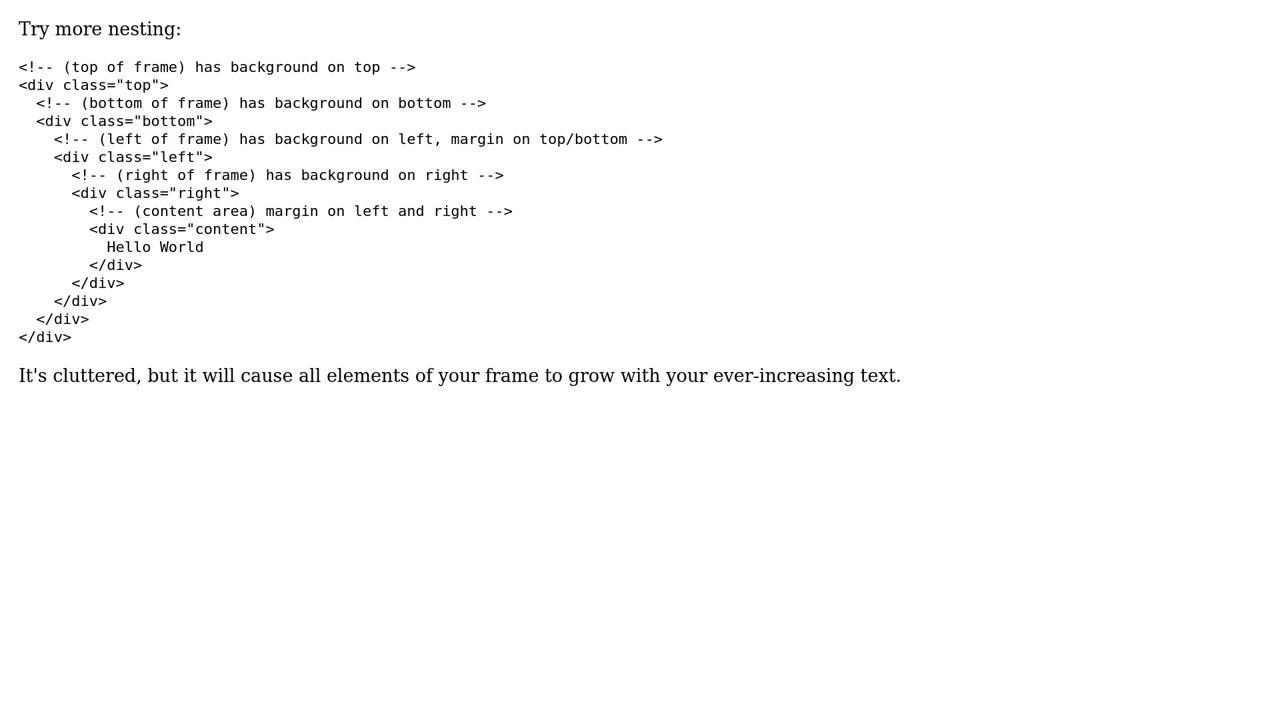 Try more nesting:
<!-- (top of frame) has background on top -->
<div class="top">
  <!-- (bottom of frame) has background on bottom -->
  <div class="bottom">
    <!-- (left of frame) has background on left, margin on top/bottom -->
    <div class="left">
      <!-- (right of frame) has background on right -->
      <div class="right">
        <!-- (content area) margin on left and right -->
        <div class="content">
          Hello World
        </div>
      </div>
    </div>
  </div>
</div>
It's cluttered, but it will cause all elements of your frame to grow with your ever-increasing text.